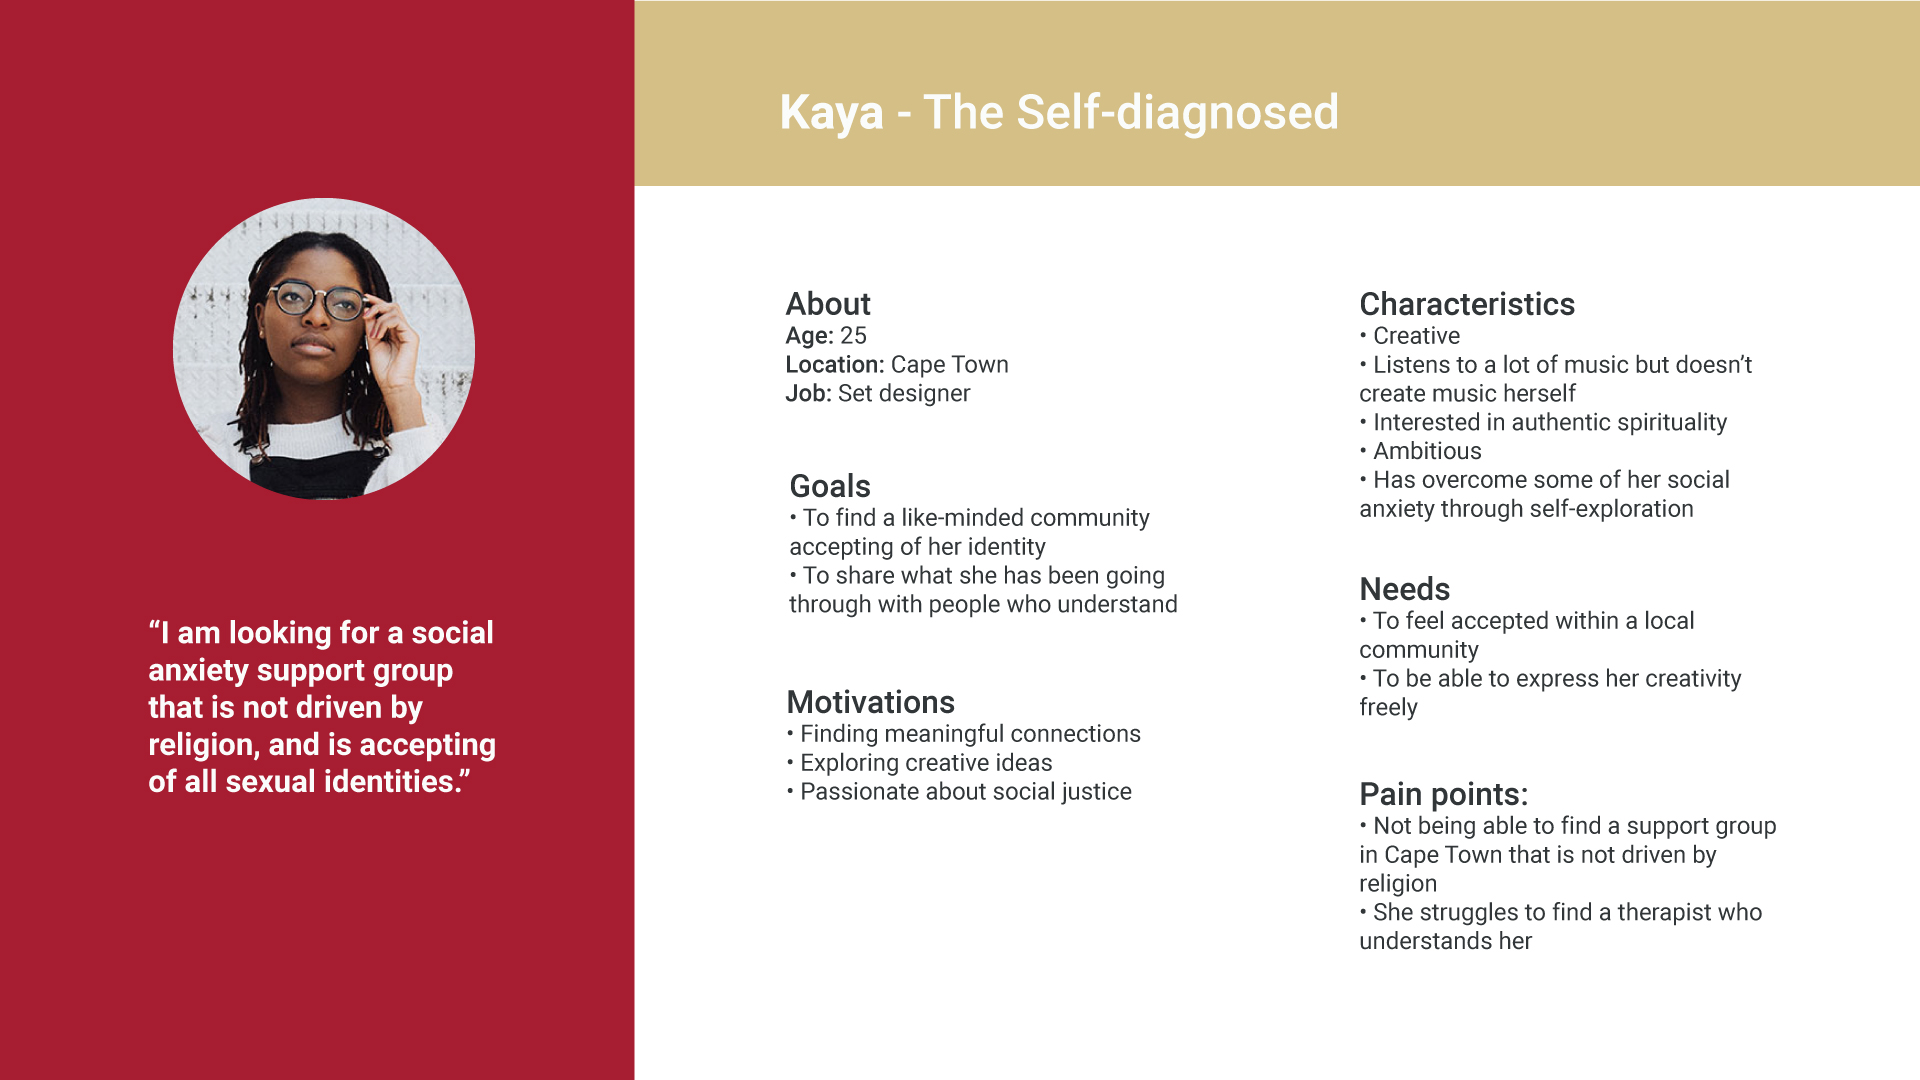 Kaya - The Self-diagnosed
“I am looking for a social
anxiety support group
that is not driven by
religion, and is accepting
of all sexual identities.”
About
Age: 25
Location: Cape Town
Job: Set designer
Goals
• To find a like-minded community
accepting of her identity
• To share what she has been going
through with people who understand
Motivations
• Finding meaningful connections
• Exploring creative ideas
• Passionate about social justice
Characteristics
• Creative
• Listens to a lot of music but doesn’t
create music herself
• Interested in authentic spirituality
• Ambitious
• Has overcome some of her social
anxiety through self-exploration
Needs
• To feel accepted within a local
community
• To be able to express her creativity
freely
Pain points:
• Not being able to find a support group
in Cape Town that is not driven by
religion
• She struggles to find a therapist who
understands her